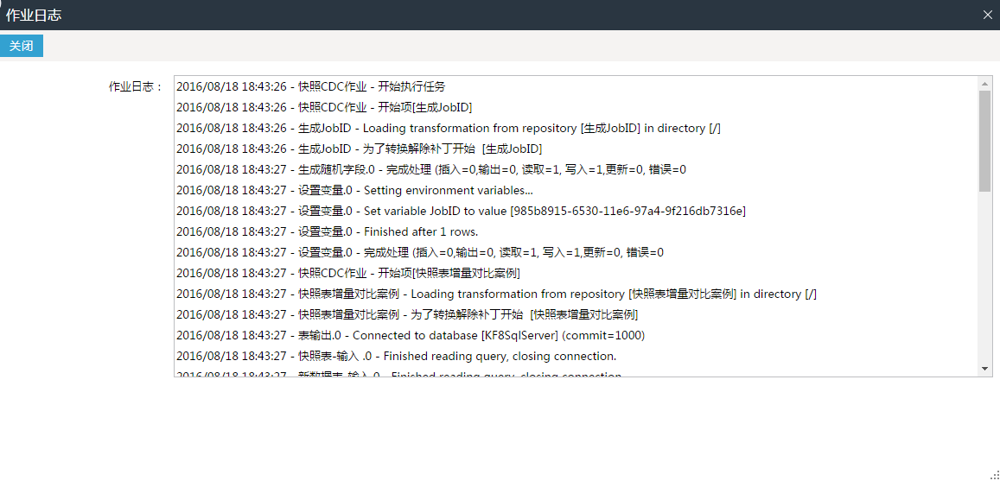 作业日志
关闭
作业日志：
2016/08/18 18:43:26 - 快照CDC作业 - 开始执行任务
2016/08/18 18:43:26 - 快照CDC作业 - 开始项[生成JobID]
2016/08/18 18:43:26 - 生成JobID - Loading transformation from repository [生成JobID] in directory [/]
2016/08/18 18:43:26 - 生成JobID - 为了转换解除补丁开始  [生成JobID]
2016/08/18 18:43:27 - 生成随机字段.0 - 完成处理 (插入=0,输出=0, 读取=1, 写入=1,更新=0, 错误=0
2016/08/18 18:43:27 - 设置变量.0 - Setting environment variables...
2016/08/18 18:43:27 - 设置变量.0 - Set variable JobID to value [985b8915-6530-11e6-97a4-9f216db7316e]
2016/08/18 18:43:27 - 设置变量.0 - Finished after 1 rows.
2016/08/18 18:43:27 - 设置变量.0 - 完成处理 (插入=0,输出=0, 读取=1, 写入=1,更新=0, 错误=0
2016/08/18 18:43:27 - 快照CDC作业 - 开始项[快照表增量对比案例]
2016/08/18 18:43:27 - 快照表增量对比案例 - Loading transformation from repository [快照表增量对比案例] in directory [/]
2016/08/18 18:43:27 - 快照表增量对比案例 - 为了转换解除补丁开始  [快照表增量对比案例]
2016/08/18 18:43:27 - 表输出.0 - Connected to database [KF8SqlServer] (commit=1000)
2016/08/18 18:43:27 - 快照表-输入 .0 - Finished reading query, closing connection.
2016/08/18 18:43:27 - 新数据表-输入.0 - Finished reading query, closing connection.